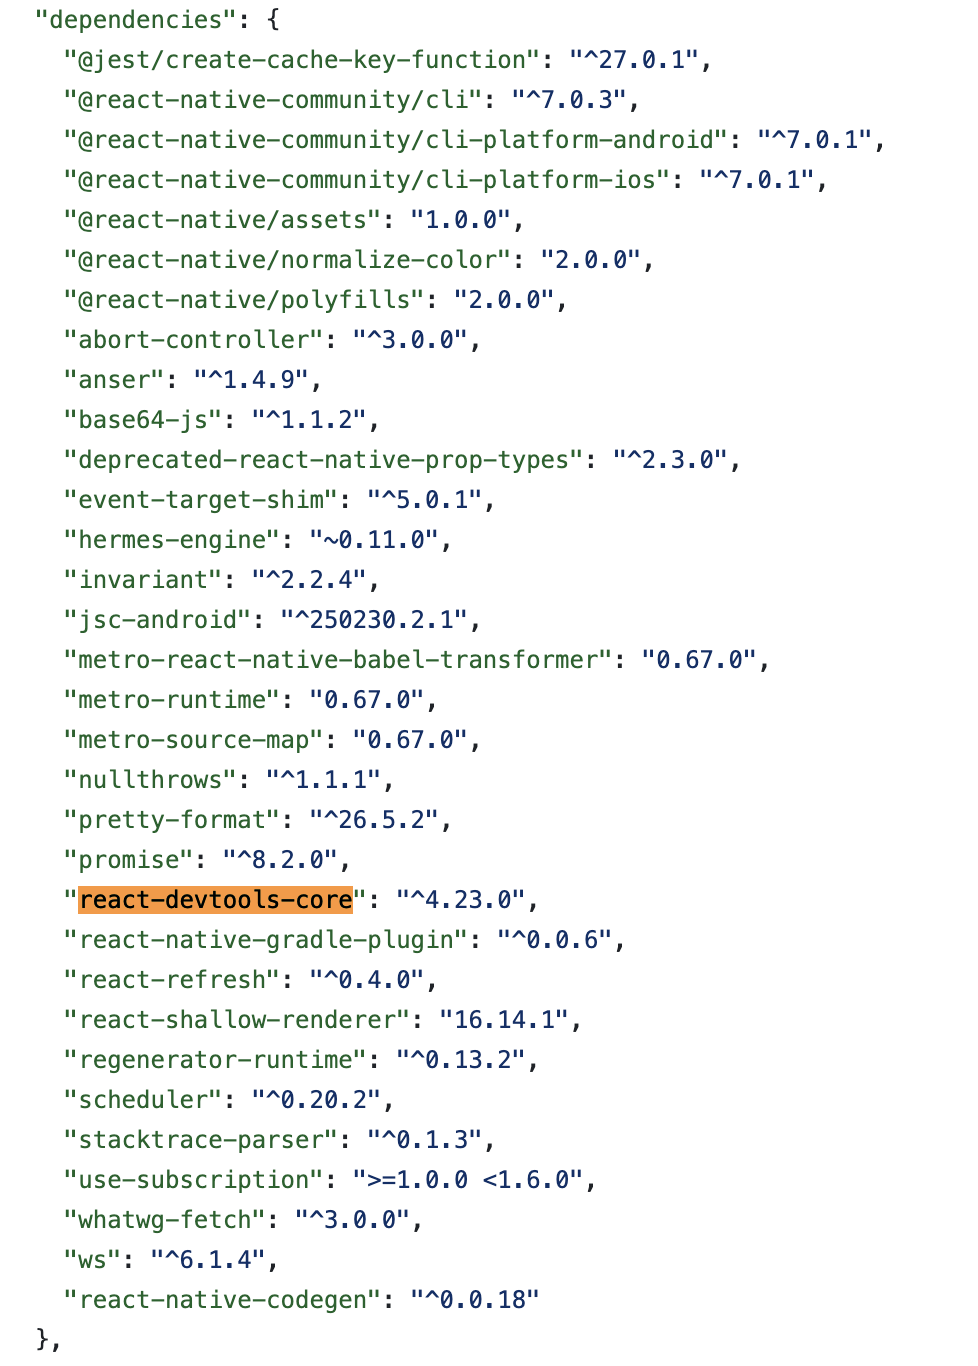 "dependencies": {
"@jest/create-cache-key-function": "^27.0.1",
"@react-native-community/cli": "^7.0.3",
"@react-native-community/cli-platform-android": "^7.0.1",
"@react-native-community/cli-platform-ios": "^7.0.1",
"@react-native/assets": "1.0.0",
"@react-native/normalize-color": "2.0.0",
"@react-native/polyfills": "2.0.0",
"abort-controller": "^3.0.0",
"anser": "^1.4.9",
"base64-js": "^1.1.2",
"deprecated-react-native-prop-types": "^2.3.0",
"event-target-shim": "^5.0.1",
"hermes-engine": "~0.11.0",
"invariant": "^2.2.4",
"jsc-android": "^250230.2.1",
"metro-react-native-babel-transformer": "0.67.0",
"metro-runtime": "0.67.0",
"metro-source-map": "0.67.0",
"nullthrows": "^1.1.1",
"pretty-format": "^26.5.2",
"promise": "^8.2.0",
"react-devtools-core": "^4.23.0",
"react-native-gradle-plugin": "^0.0.6",
"react-refresh": "^0.4.0",
"react-shallow-renderer": "16.14.1",
"regenerator-runtime": "^0.13.2",
"scheduler": "^0.20.2",
"stacktrace-parser": "^0.1.3",
"use-subscription": ">=1.0.0 <1.6.0",
"whatwg-fetch": "^3.0.0",
"ws": "^6.1.4",
"react-native-codegen": "^0.0.18"
},